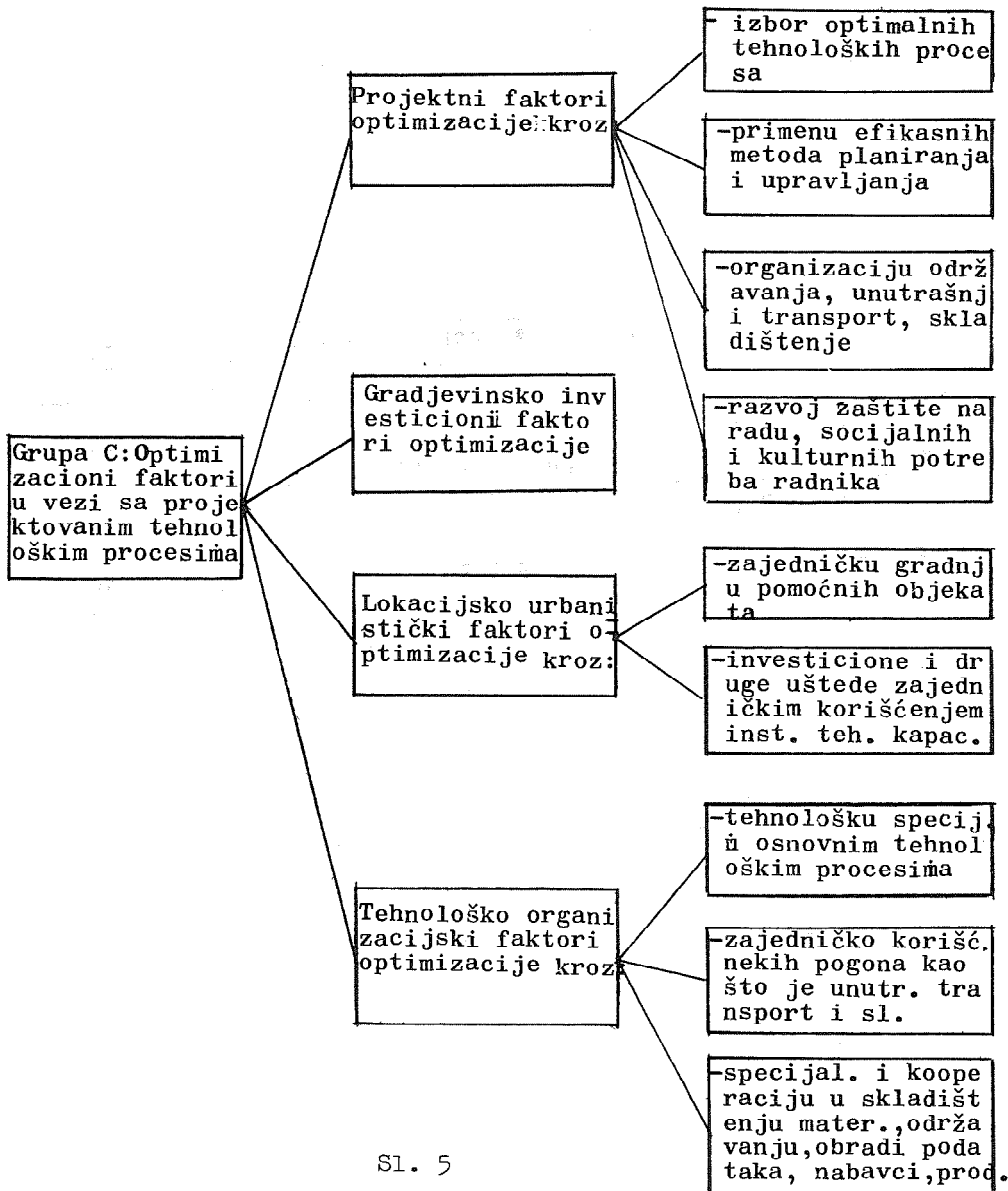 Grupa C:Optimi
zacioni faktori
u vezi sa proje
ktovanim tehnol
oškim procesima
Projektni faktori
optimizacije kroz
- izbor optimalnih
tehnoloških proce
sa
-primenu efikasnih
metoda planiranja
i upravljanja
-organizaciju održ
avanja, unutrašnj
i transport, skla
dištenje
-razvoj zaštite na
radu, socijalnih
i kulturnih potre
ba radnika
Gradjevinsko inv
esticioni fakto
ri optimizacije
Lokacijsko urbani
stički faktori o-
ptimizacije kroz:
-zajedničku gradnj
u pomoćnih objeka
ta
-investicione i dr
uge uštede zajedn
ičkim korišćenjem
inst. teh. kapac.
Tehnološko organi
zacijski faktori
optimizacije kroz
-tehnološku specij.
u osnovnim tehnol
oškim procesima
-zajedničko korišć.
nekih pogona kao
što je unutr. tra
nsport i sl.
-specijal. i koope
raciju u skladišt
enju mater.,održa
vanju,obradi poda
taka, nabavci,prod.
Sl. 5